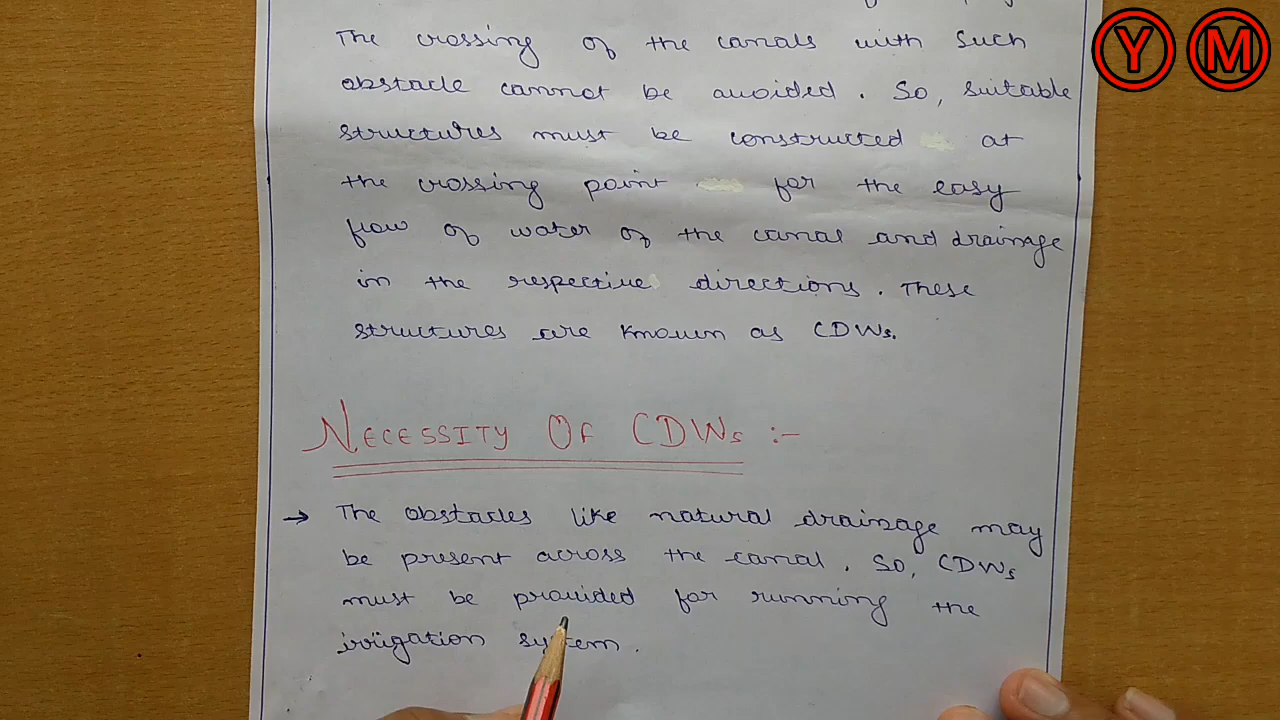 The crossing of the canals with such
obstacle cannot be avoided. So, suitable
structures must be constructed at
the crossing point for the easy
flow of water of the canal and drainage
in the respective directions. These
structures are known as CDWs.
NECESSITY OF CDWs :-
→ The obstacles like natural drainage may
be present across the canal. So, CDWs
must be provided for running the
irrigation system.
Y M